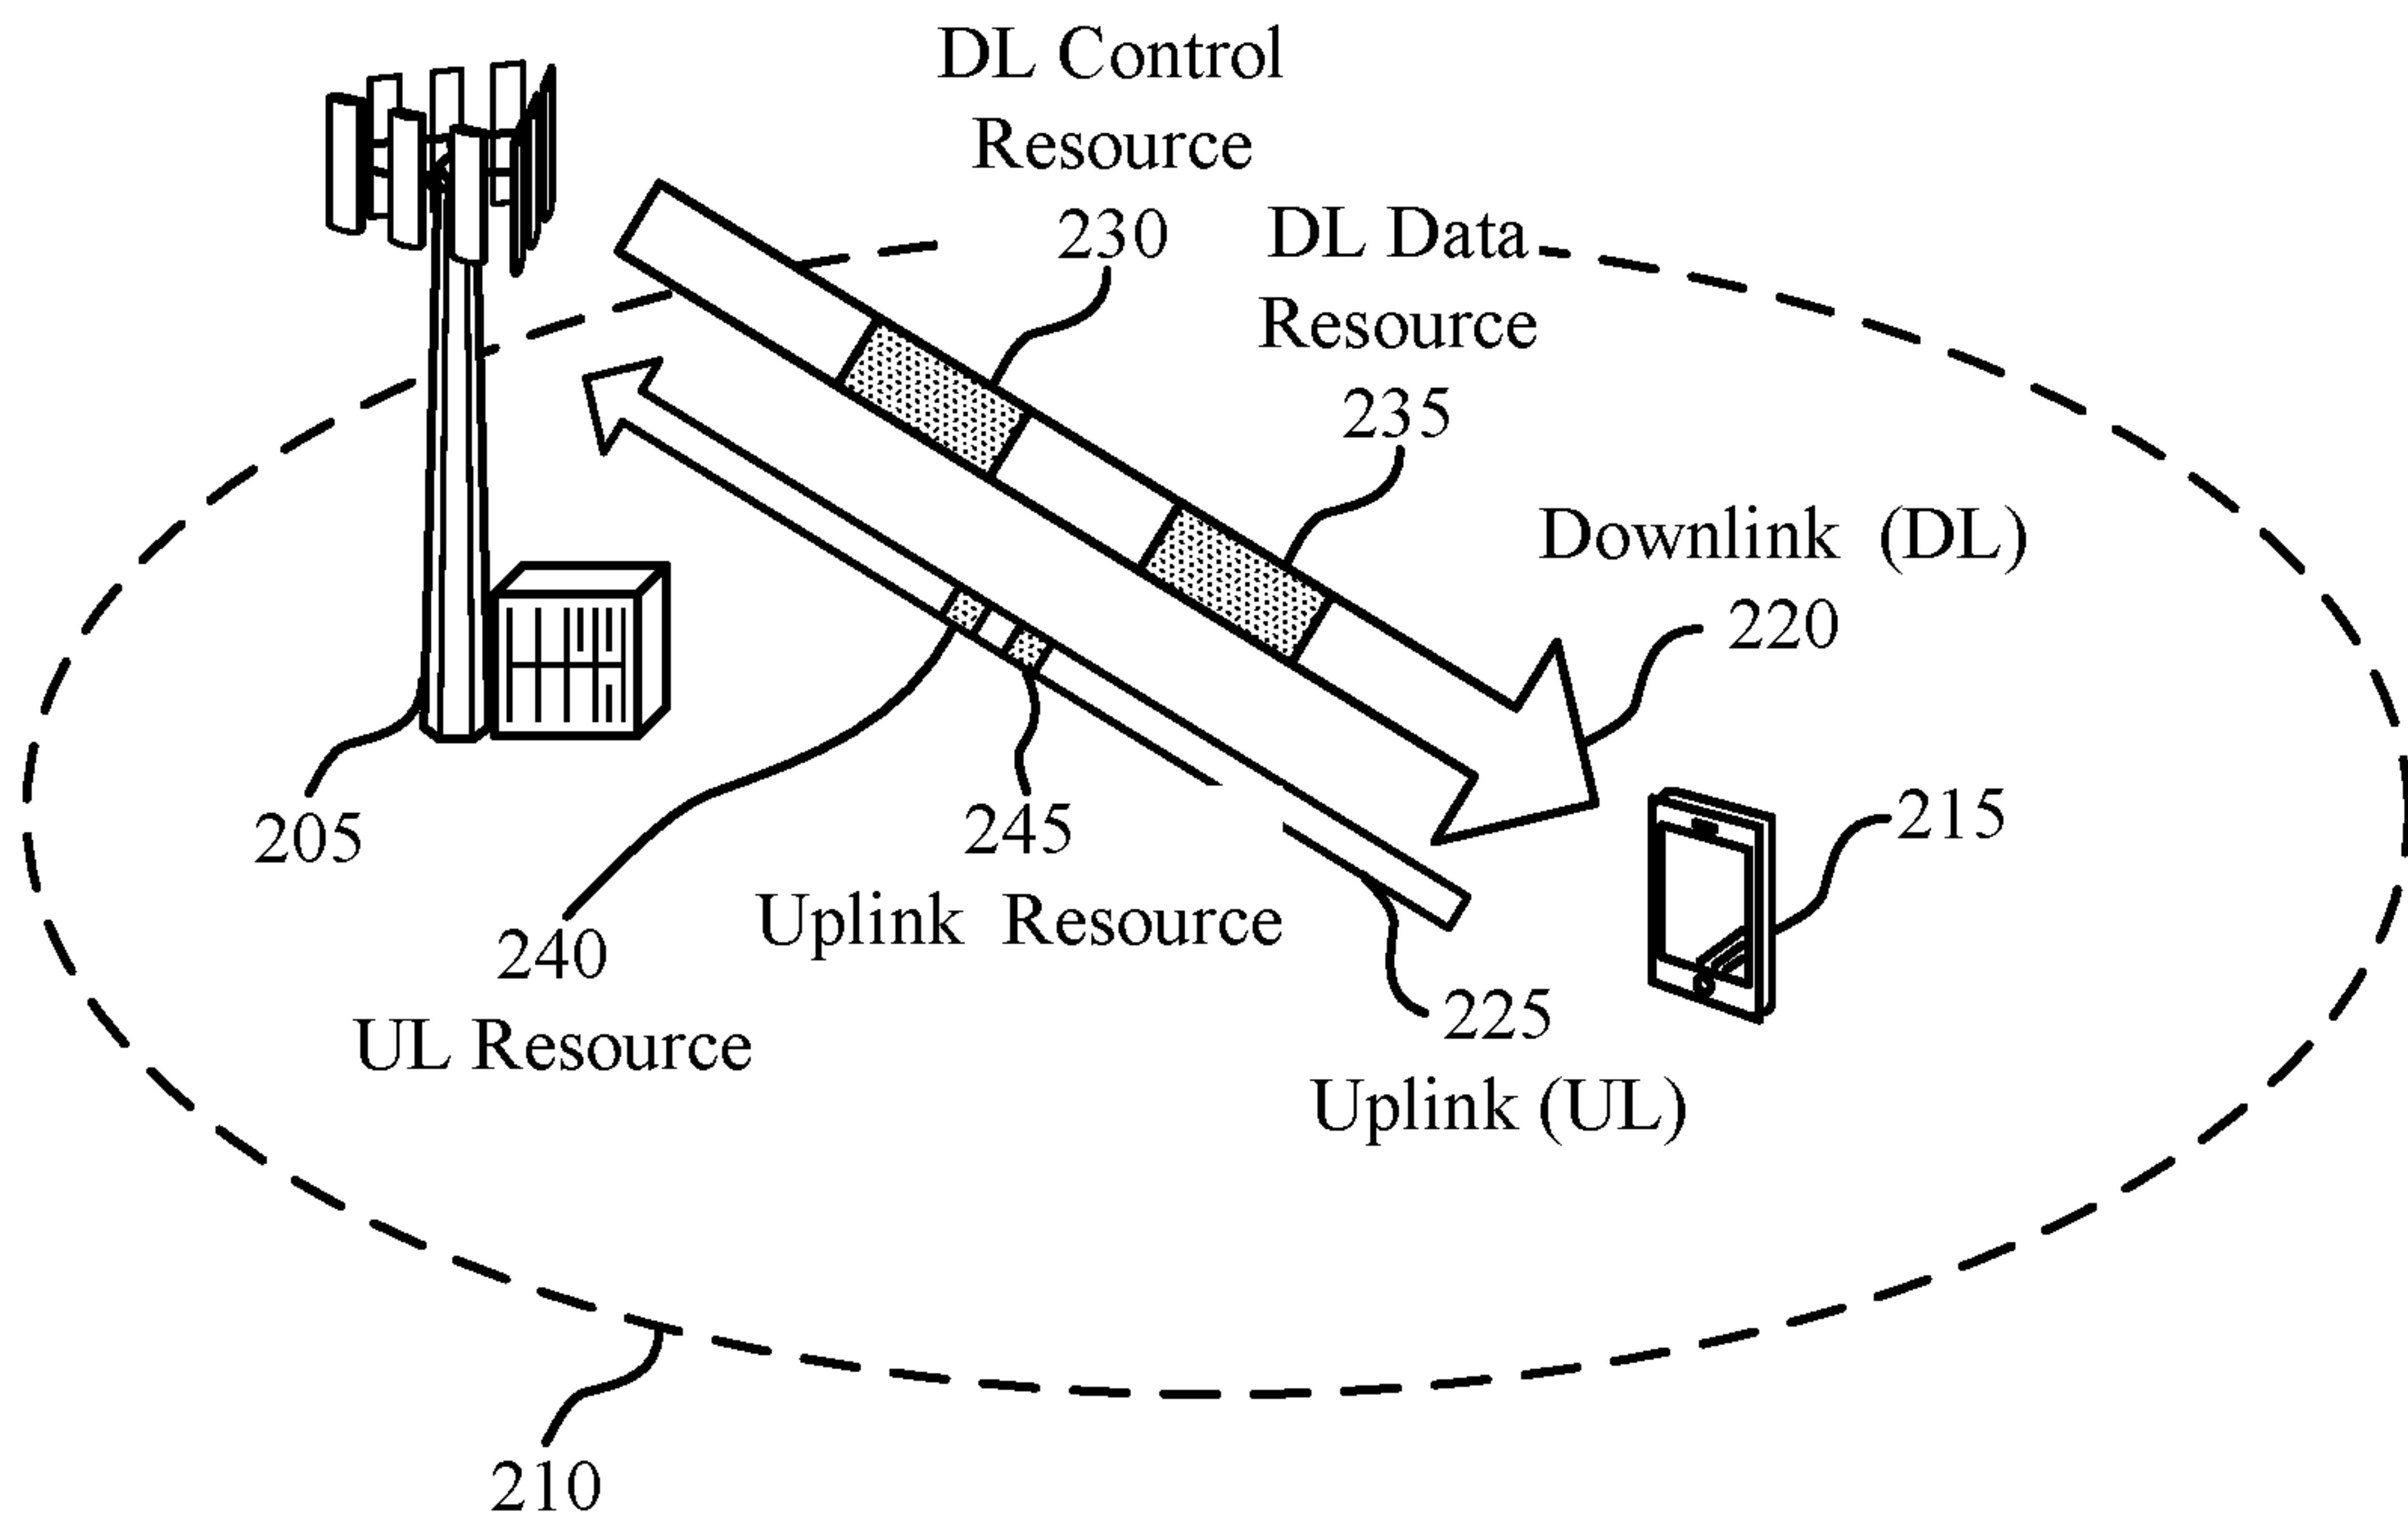 DL Control
Resource
230
DL Data
Resource
235
Downlink (DL)
220
205
245
215
Uplink Resource
240
UL Resource
225
Uplink (UL)
210